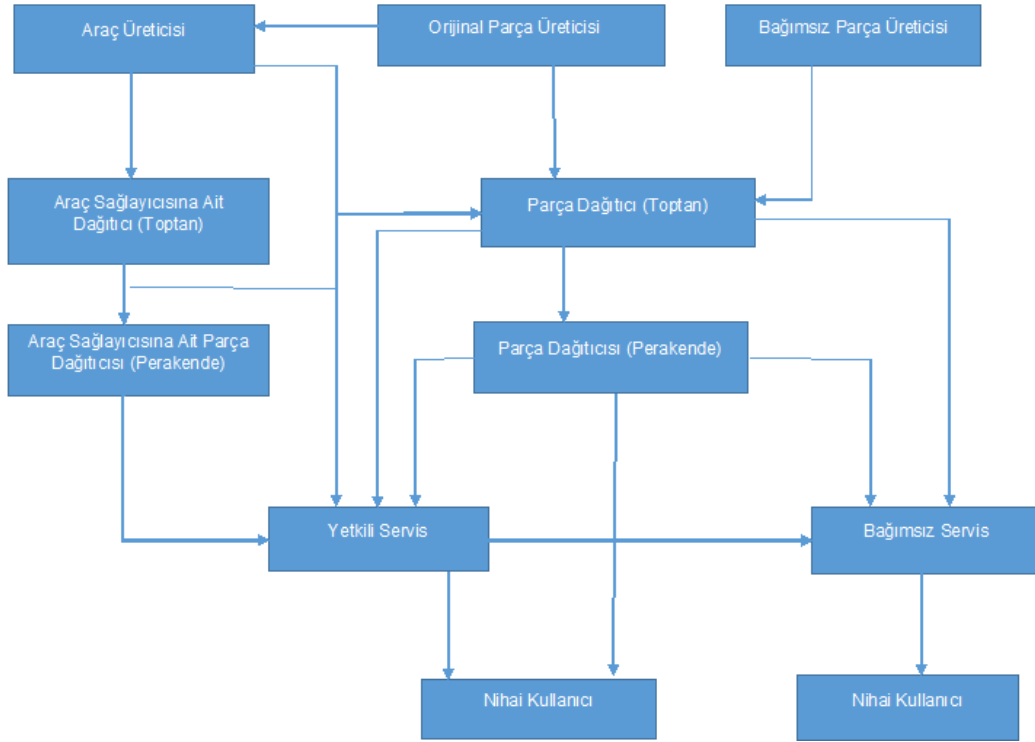 Araç Üreticisi
Orijinal Parça Üreticisi
Bağımsız Parça Üreticisi
Araç Sağlayıcısına Ait
Dağıtıcı (Toptan)
Parça Dağıtıcı (Toptan)
Araç Sağlayıcısına Ait Parça
Dağıtıcısı (Perakende)
Parça Dağıtıcısı (Perakende)
Yetkili Servis
Bağımsız Servis
Nihai Kullanıcı
Nihai Kullanıcı